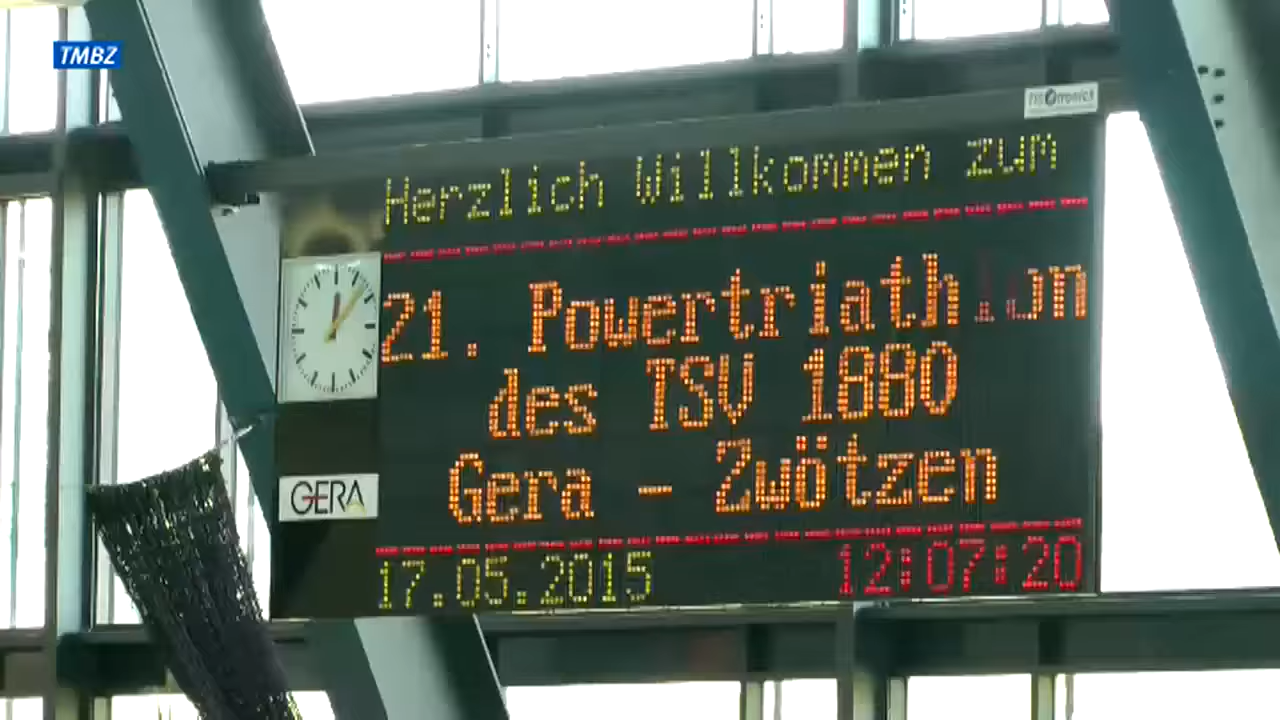 TMBZ
Herzlich Willkommen zum
21. Powertriathlon
des TSV 1880
Gera - Zwötzen
GERA
17.05.2015 12:07:20